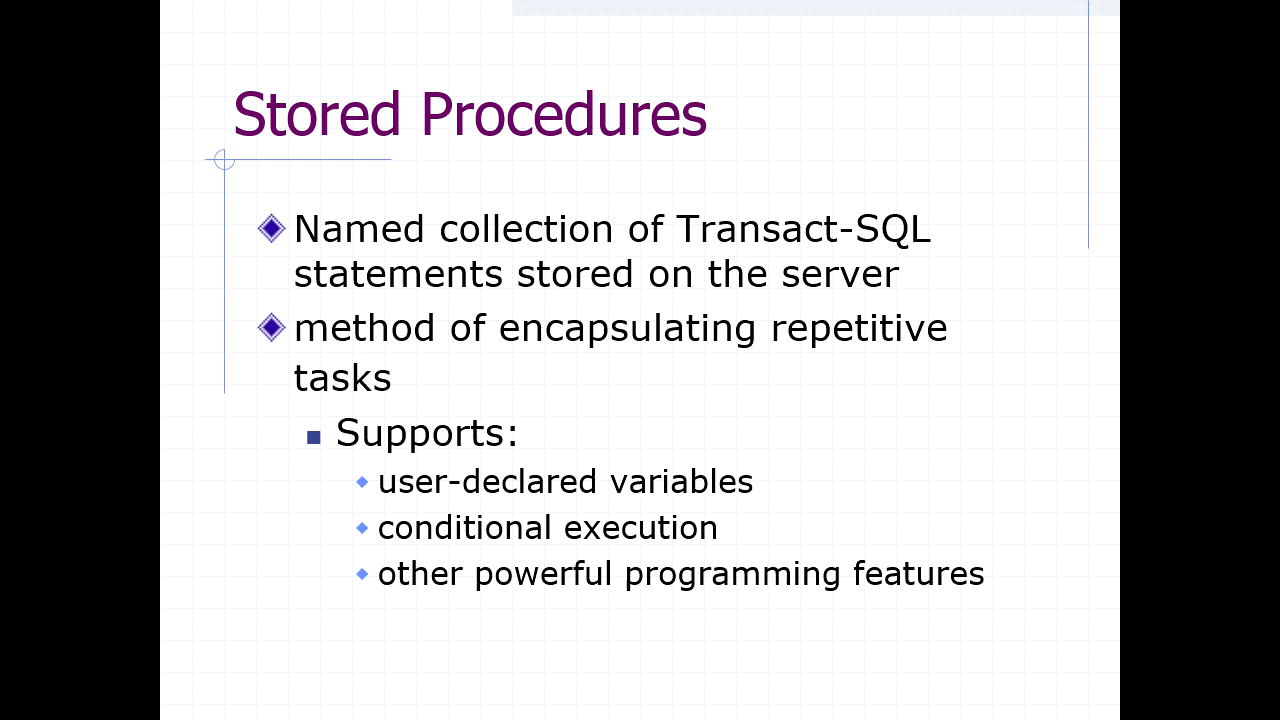 Stored Procedures
Named collection of Transact-SQL
statements stored on the server
method of encapsulating repetitive
tasks
Supports:
user-declared variables
conditional execution
other powerful programming features